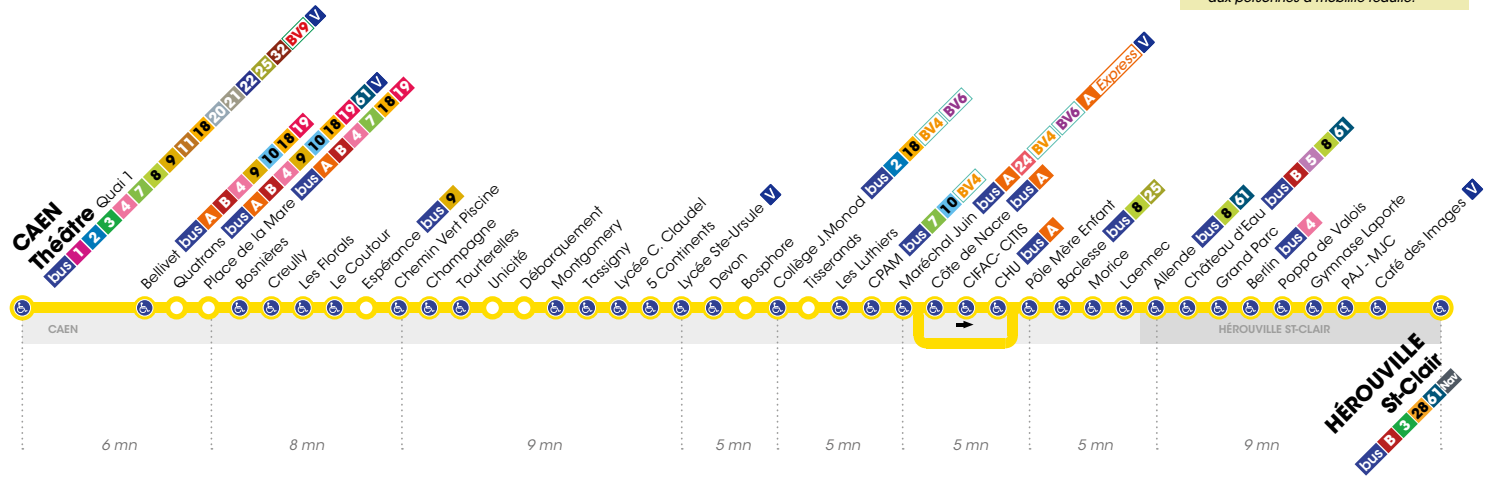 aux personnes à mobilité réduite.
CAEN
Théâtre Quai 1
bus 1 2 3 4 7 8 9 11 18 20 21 22 25 32 BV9 V
Bellivet bus A B 4 9 10 18 19
Quatrans bus A B 4 9 10 18 19 61 V
Place de la Mare bus A B 4 7 18 19
Bosnières
Creully
Les Florals
Le Coutour
Espérance bus 9
Chemin Vert Piscine
Champagne
Tourterelles
Unicité
Débarquement
Montgomery
Tassigny
Lycée C. Claudel
5 Continents
Lycée Ste-Ursule V
Devon
Bosphore
Collège J.Monod bus 2 18 BV4 BV6
Tisserands
Les Luthiers
CPAM bus 7 10 BV4
Maréchal Juin bus A 24 BV4 BV6 A Express V
Côte de Nacre bus A
CIFAC- CITIS
CHU bus A
Pôle Mère Enfant
Baclesse bus 8 25
Morice
Laennec
Allende bus 8 61
Château d'Eau bus B 5 8 61
Grand Parc
Berlin bus 4
Poppa de Valois
Gymnase Laporte
PAJ - MJC
Café des Images V
CAEN
HÉROUVILLE ST-CLAIR
HÉROUVILLE
St-Clair
bus B 3 28 61 Nav
6 mn
8 mn
9 mn
5 mn
5 mn
5 mn
5 mn
9 mn